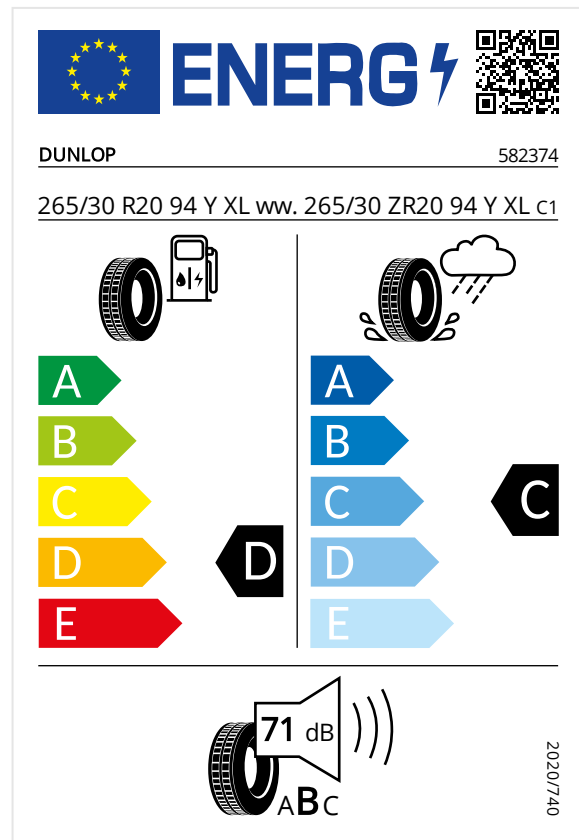 ENERG
DUNLOP 582374
265/30 R20 94 Y XL ww. 265/30 ZR20 94 Y XL C1
A A
B B
C C C
D D D
E E
71 dB
ABC
2020/740